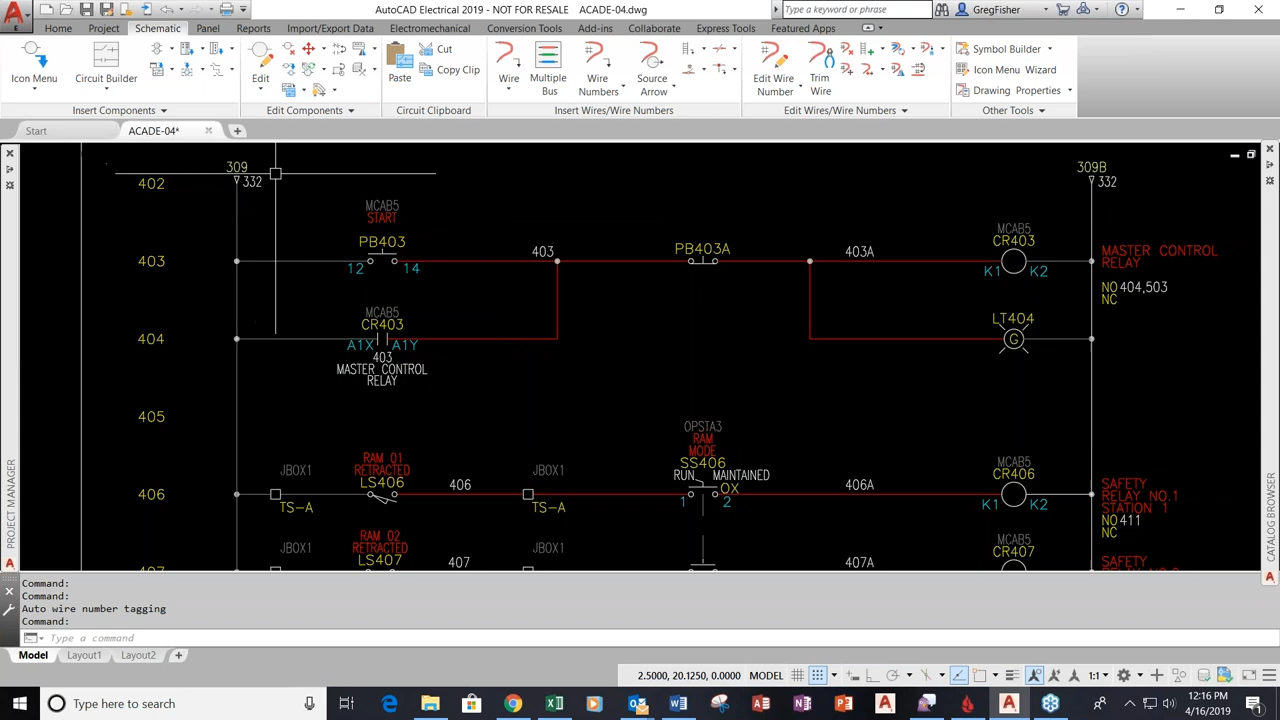 AutoCAD Electrical 2019 - NOT FOR RESALE ACADE-04.dwg
Type a keyword or phrase
GregFisher
Home Project Schematic Panel Reports Import/Export Data Electromechanical Conversion Tools Add-ins Collaborate Express Tools Featured Apps
Icon Menu
Circuit Builder
Edit
Paste
Cut
Copy Clip
Wire
Multiple
Bus
Wire
Numbers
Source
Arrow
Edit Wire
Number
Trim
Wire
Symbol Builder
Icon Menu Wizard
Drawing Properties
Insert Components
Edit Components
Circuit Clipboard
Insert Wires/Wire Numbers
Edit Wires/Wire Numbers
Other Tools
Start
ACADE-04*
309
332
309B
332
402
MCAB5
START
PB403
12 14
403
403
PB403A
403A
MCAB5
CR403
K1 K2
MASTER CONTROL
RELAY
NO 404,503
NC
404
MCAB5
CR403
A1X A1Y
403
MASTER CONTROL
RELAY
LT404
G
405
406
JBOX1
TS-A
RAM 01
RETRACTED
LS406
406
JBOX1
TS-A
OPSTA3
RAM
MODE
SS406
RUN MAINTAINED
OX
1 2
406A
MCAB5
CR406
K1 K2
SAFETY
RELAY NO.1
STATION 1
NO 411
NC
407
JBOX1
RAM 02
RETRACTED
LS407
407
JBOX1
407A
MCAB5
CR407
SAFETY
PROJECT MANAGER
CATALOG BROWSER
Command:
Command:
Auto wire number tagging
Command:
Type a command
Model Layout1 Layout2
2.5000, 20.1250, 0.0000 MODEL
1:1
Type here to search
12:16 PM
4/16/2019